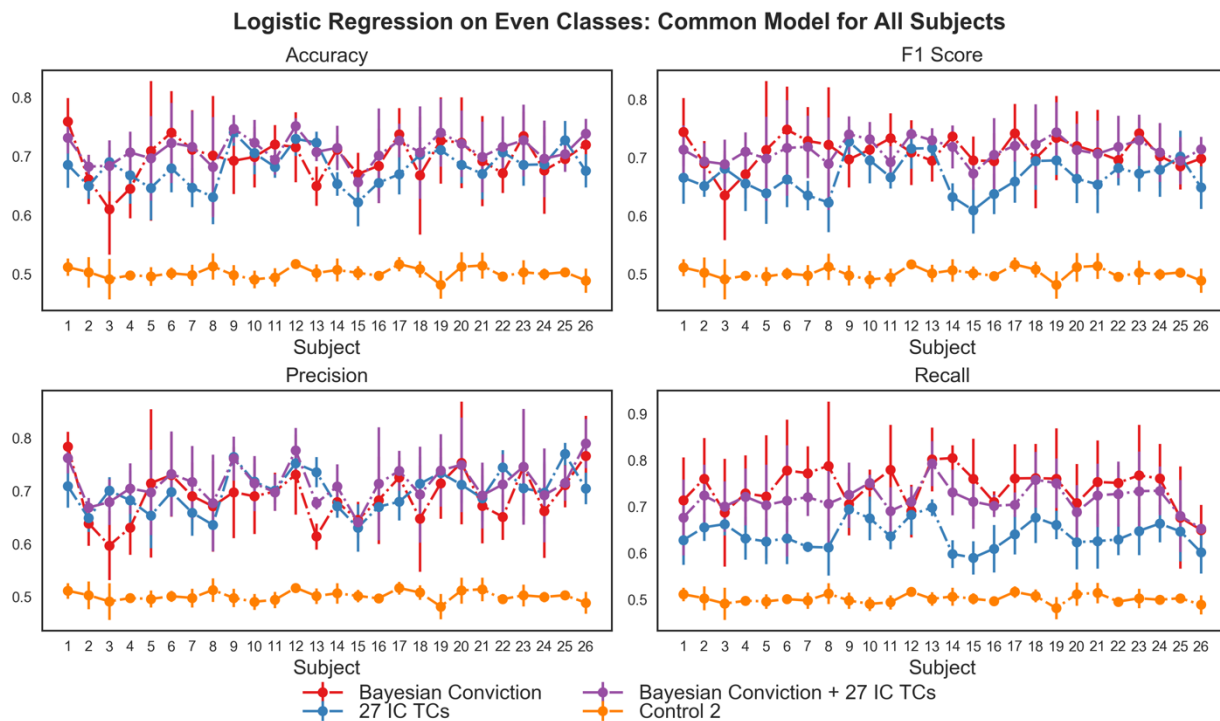 Logistic Regression on Even Classes: Common Model for All Subjects
Accuracy
0.8
0.7
0.6
0.5
1 2 3 4 5 6 7 8 9 10 11 12 13 14 15 16 17 18 19 20 21 22 23 24 25 26
Subject
F1 Score
0.8
0.7
0.6
0.5
1 2 3 4 5 6 7 8 9 10 11 12 13 14 15 16 17 18 19 20 21 22 23 24 25 26
Subject
Precision
0.8
0.7
0.6
0.5
1 2 3 4 5 6 7 8 9 10 11 12 13 14 15 16 17 18 19 20 21 22 23 24 25 26
Subject
Recall
0.9
0.8
0.7
0.6
0.5
1 2 3 4 5 6 7 8 9 10 11 12 13 14 15 16 17 18 19 20 21 22 23 24 25 26
Subject
Bayesian Conviction
27 IC TCs
Bayesian Conviction + 27 IC TCs
Control 2